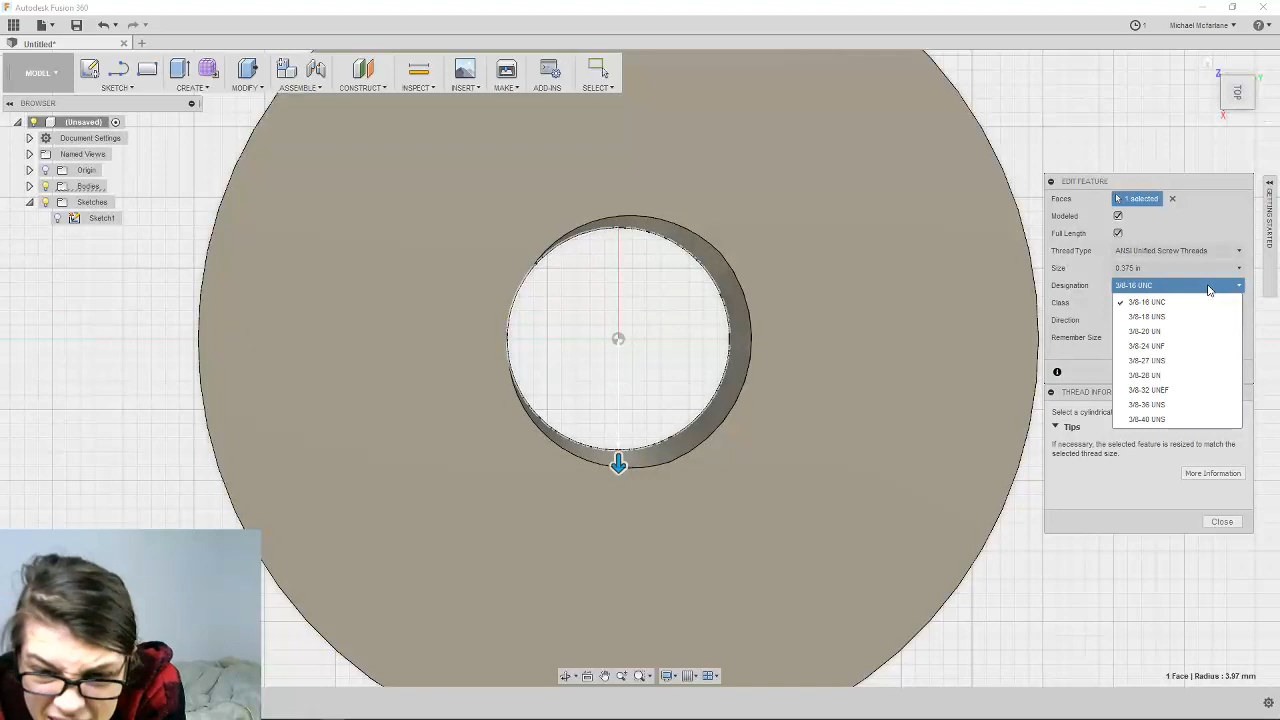 Autodesk Fusion 360
1
Michael McFarlane
Untitled*
MODEL
SKETCH
CREATE
MODIFY
ASSEMBLE
CONSTRUCT
INSPECT
INSERT
MAKE
ADD-INS
SELECT
TOP
Z
Y
X
BROWSER
(Unsaved)
Document Settings
Named Views
Origin
Bodies
Sketches
Sketch1
EDIT FEATURE
Faces 1 selected
Modeled
Full Length
Thread Type ANSI Unified Screw Threads
Size 0.375 in
Designation 3/8-16 UNC
Class
Direction
Remember Size
3/8-16 UNC
3/8-18 UNS
3/8-20 UN
3/8-24 UNF
3/8-27 UNS
3/8-28 UN
3/8-32 UNEF
3/8-36 UNS
3/8-40 UNS
THREAD INFOR
Select a cylindrical
Tips
If necessary, the selected feature is resized to match the
selected thread size.
More Information
Close
GETTING STARTED
1 Face | Radius : 3.97 mm